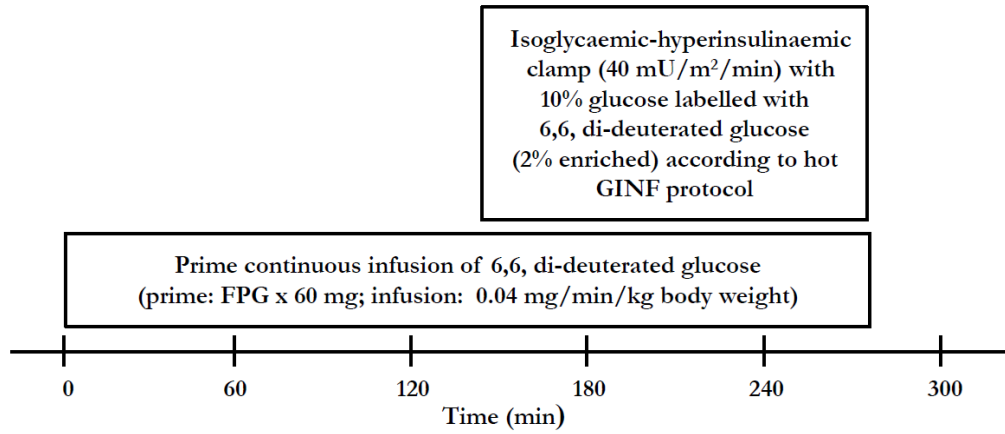 Isoglycaemic-hyperinsulinaemic
clamp (40 mU/m²/min) with
10% glucose labelled with
6,6, di-deuterated glucose
(2% enriched) according to hot
GINF protocol
Prime continuous infusion of 6,6, di-deuterated glucose
(prime: FPG x 60 mg; infusion: 0.04 mg/min/kg body weight)
0 60 120 180 240 300
Time (min)